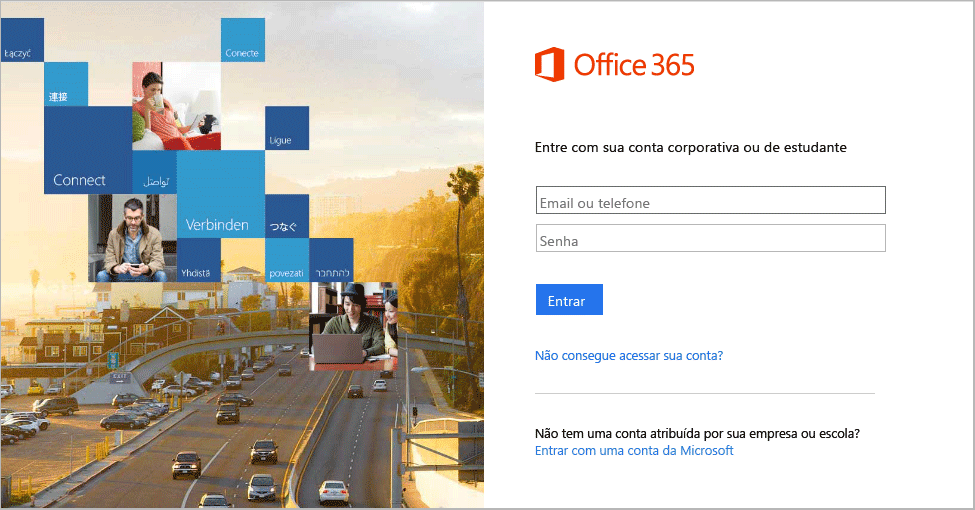 Łączyć
Conecte
連接
Ligue
Connect
تواصل
Verbinden
つなぐ
Yhdistä
povezati
להתחבר
Office 365
Entre com sua conta corporativa ou de estudante
Email ou telefone
Senha
Entrar
Não consegue acessar sua conta?
Não tem uma conta atribuída por sua empresa ou escola?
Entrar com uma conta da Microsoft